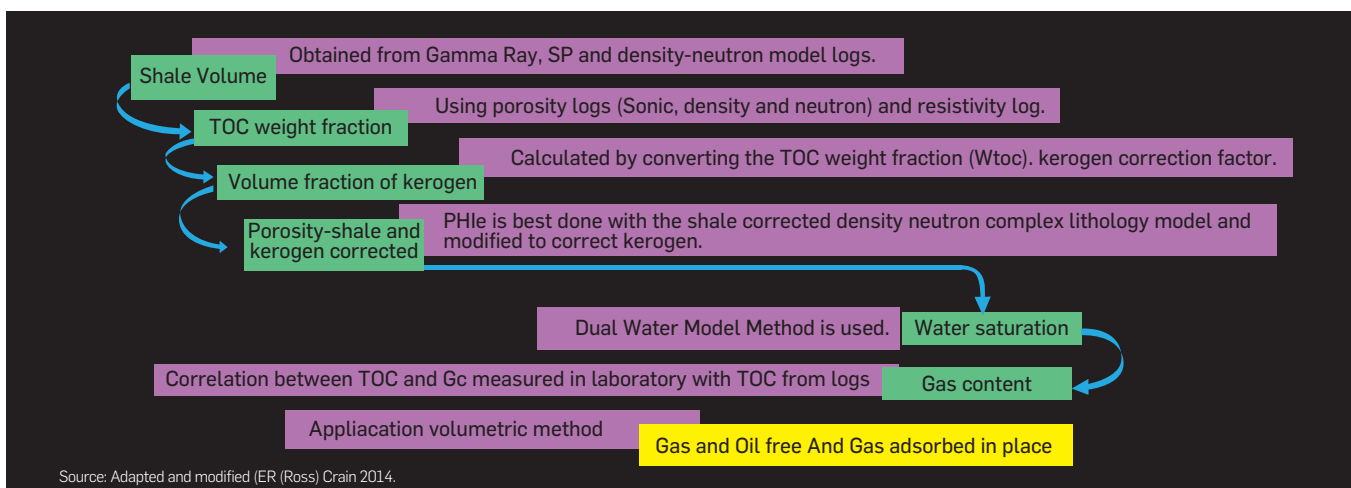 Obtained from Gamma Ray, SP and density-neutron model logs.
Shale Volume
Using porosity logs (Sonic, density and neutron) and resistivity log.
TOC weight fraction
Calculated by converting the TOC weight fraction (Wtoc). kerogen correction factor.
Volume fraction of kerogen
PHIe is best done with the shale corrected density neutron complex lithology model and
modified to correct kerogen.
Porosity-shale and
kerogen corrected
Dual Water Model Method is used.
Water saturation
Correlation between TOC and Gc measured in laboratory with TOC from logs
Gas content
Appliacation volumetric method
Gas and Oil free And Gas adsorbed in place
Source: Adapted and modified (ER (Ross) Crain 2014.